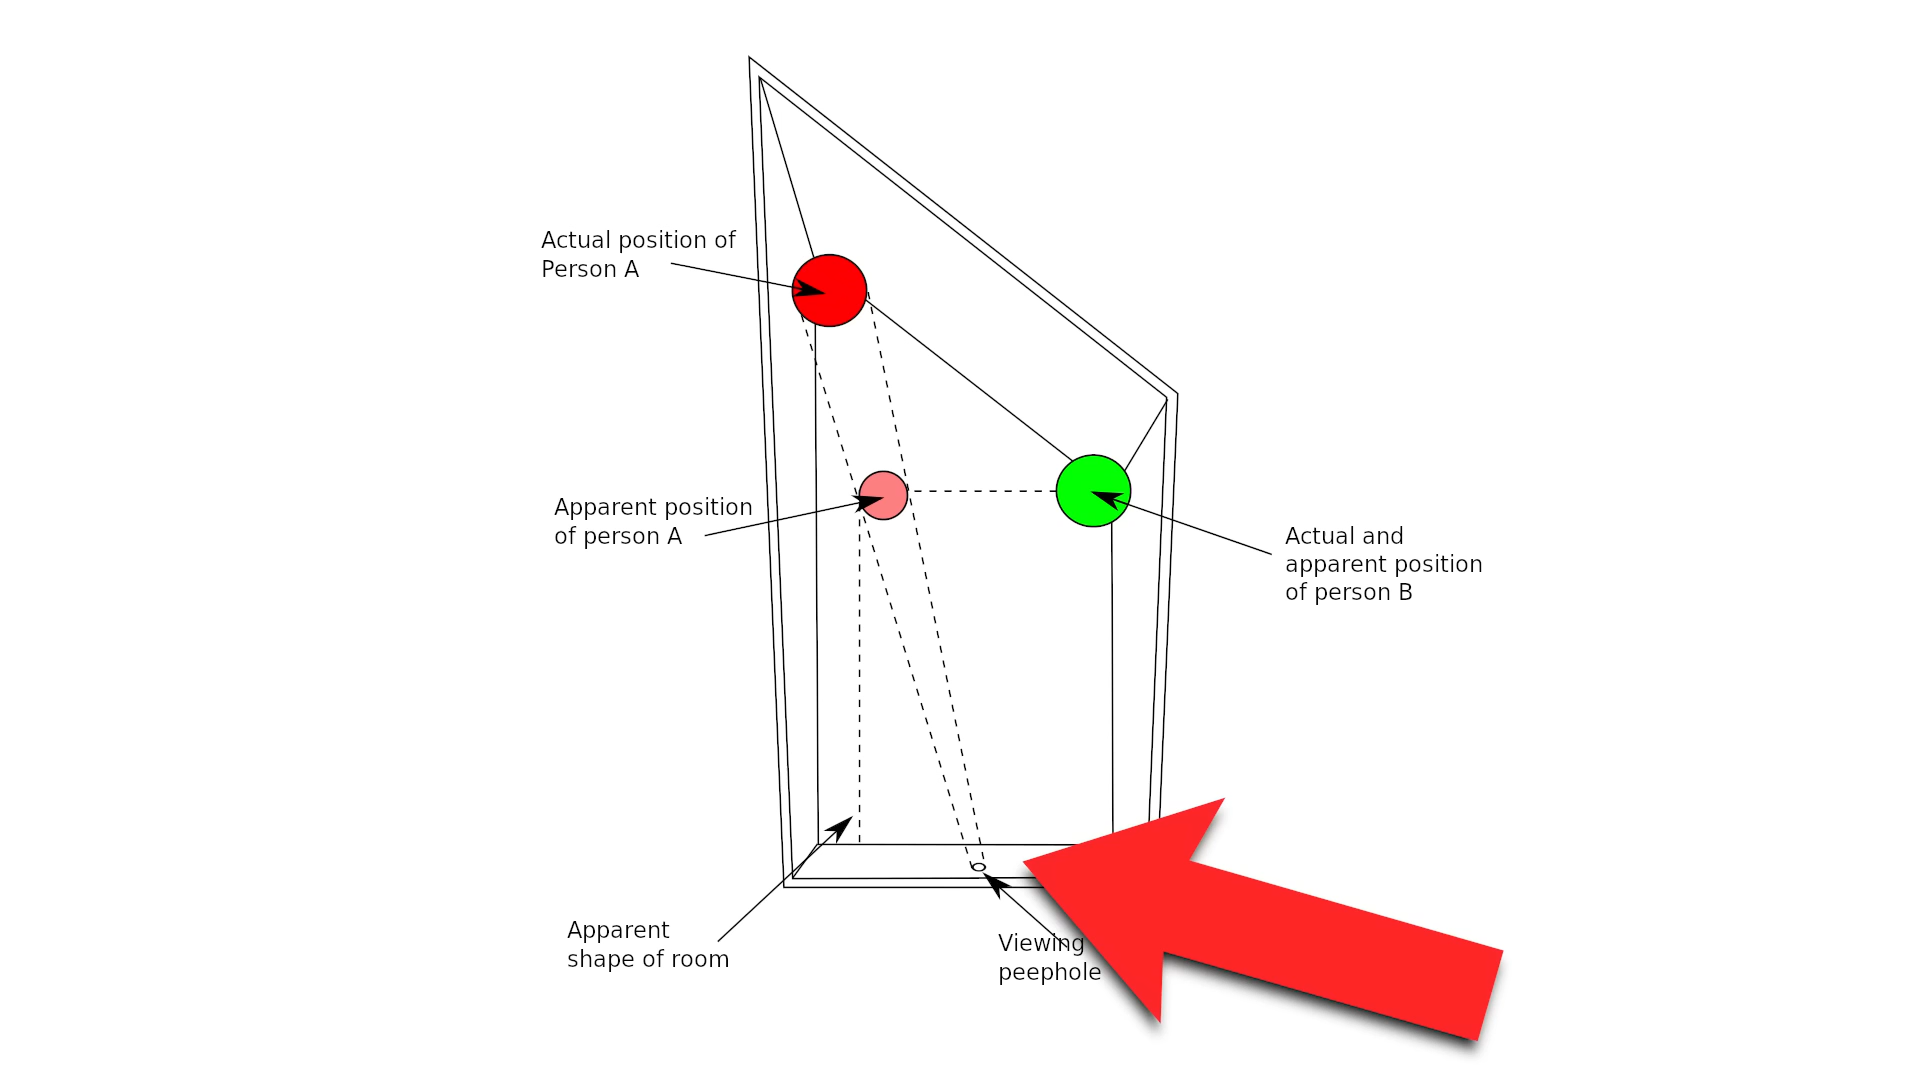 Actual position of
Person A
Apparent position
of person A
Actual and
apparent position
of person B
Apparent
shape of room
Viewing
peephole